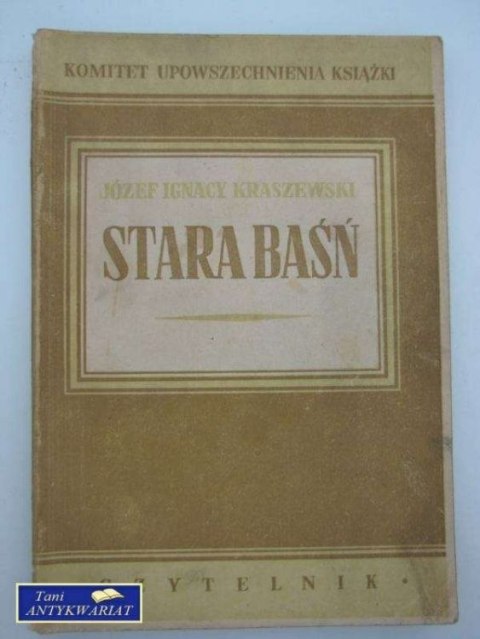 KOMITET UPOWSZECHNIENIA KSIĄŻKI
JÓZEF IGNACY KRASZEWSKI
STARA BAŚŃ
CZYTELNIK •
Tani
ANTYKWARIAT